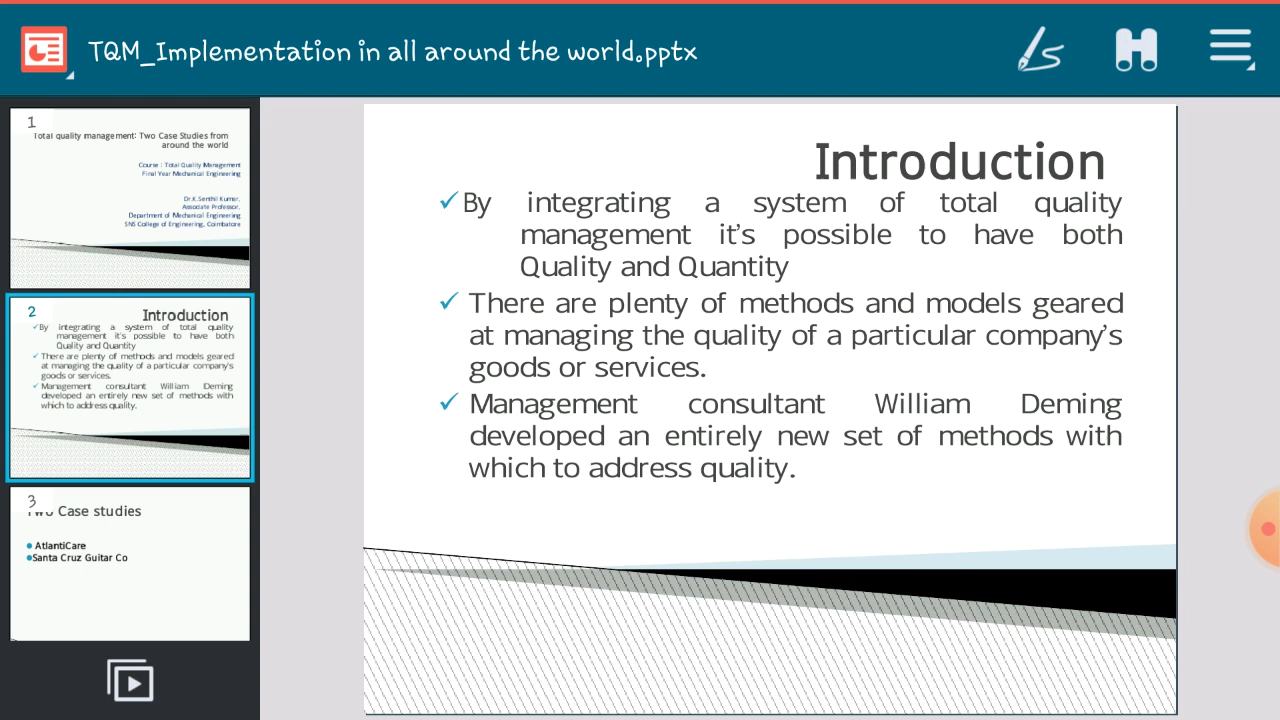 TQM_Implementation in all around the world.pptx
1
Total quality management: Two Case Studies from
around the world
Course : Total Quality Management
Final Year Mechanical Engineering
Dr.K.Senthil Kumar,
Associate Professor,
Department of Mechanical Engineering
SNS College of Engineering, Coimbatore
2
Introduction
✓By integrating a system of total quality
management it's possible to have both
Quality and Quantity
✓ There are plenty of methods and models geared
at managing the quality of a particular company's
goods or services.
✓ Management consultant William Deming
developed an entirely new set of methods with
which to address quality.
3
Two Case studies
● AtlantiCare
●Santa Cruz Guitar Co
Introduction
✓By integrating a system of total quality
management it's possible to have both
Quality and Quantity
✓ There are plenty of methods and models geared
at managing the quality of a particular company's
goods or services.
✓ Management consultant William Deming
developed an entirely new set of methods with
which to address quality.